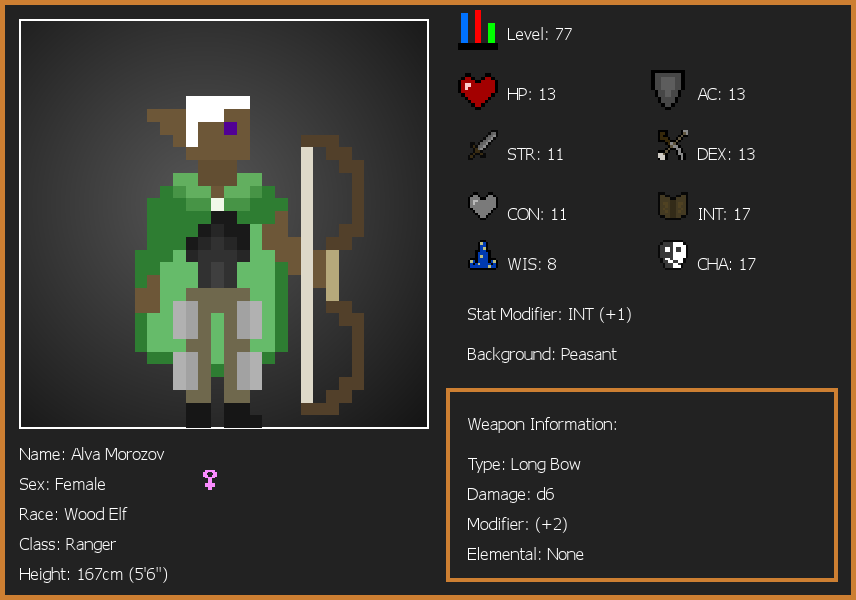 Level: 77
HP: 13
AC: 13
STR: 11
DEX: 13
CON: 11
INT: 17
WIS: 8
CHA: 17
Stat Modifier: INT (+1)
Background: Peasant
Weapon Information:
Type: Long Bow
Damage: d6
Modifier: (+2)
Elemental: None
Name: Alva Morozov
Sex: Female
Race: Wood Elf
Class: Ranger
Height: 167cm (5'6")